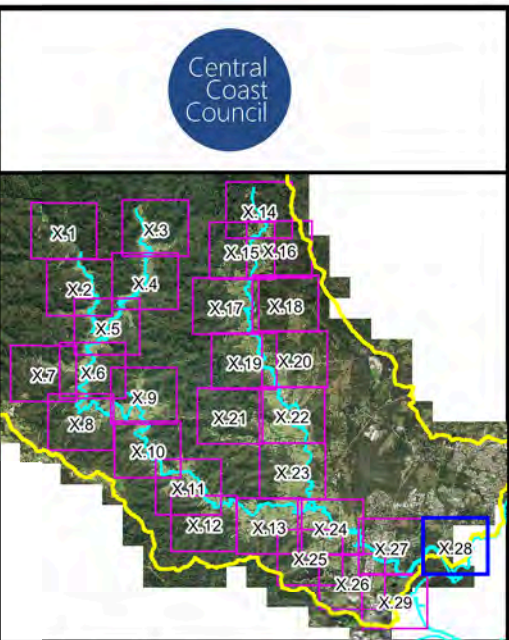 Central
Coast
Council
X.14
X.1
X.3
X.15 X.16
X.2
X.4
X.17
X.18
X.5
X.19
X.20
X.7
X.6
X.9
X.21
X.22
X.8
X.10
X.23
X.11
X.12
X.13
X.24
X.27
X.28
X.25
X.26
X.29